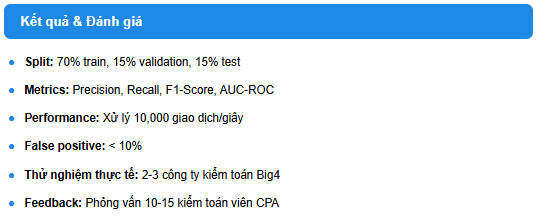 Kết quả & Đánh giá
• Split: 70% train, 15% validation, 15% test
• Metrics: Precision, Recall, F1-Score, AUC-ROC
• Performance: Xử lý 10,000 giao dịch/giây
• False positive: < 10%
• Thử nghiệm thực tế: 2-3 công ty kiểm toán Big4
• Feedback: Phỏng vấn 10-15 kiểm toán viên CPA